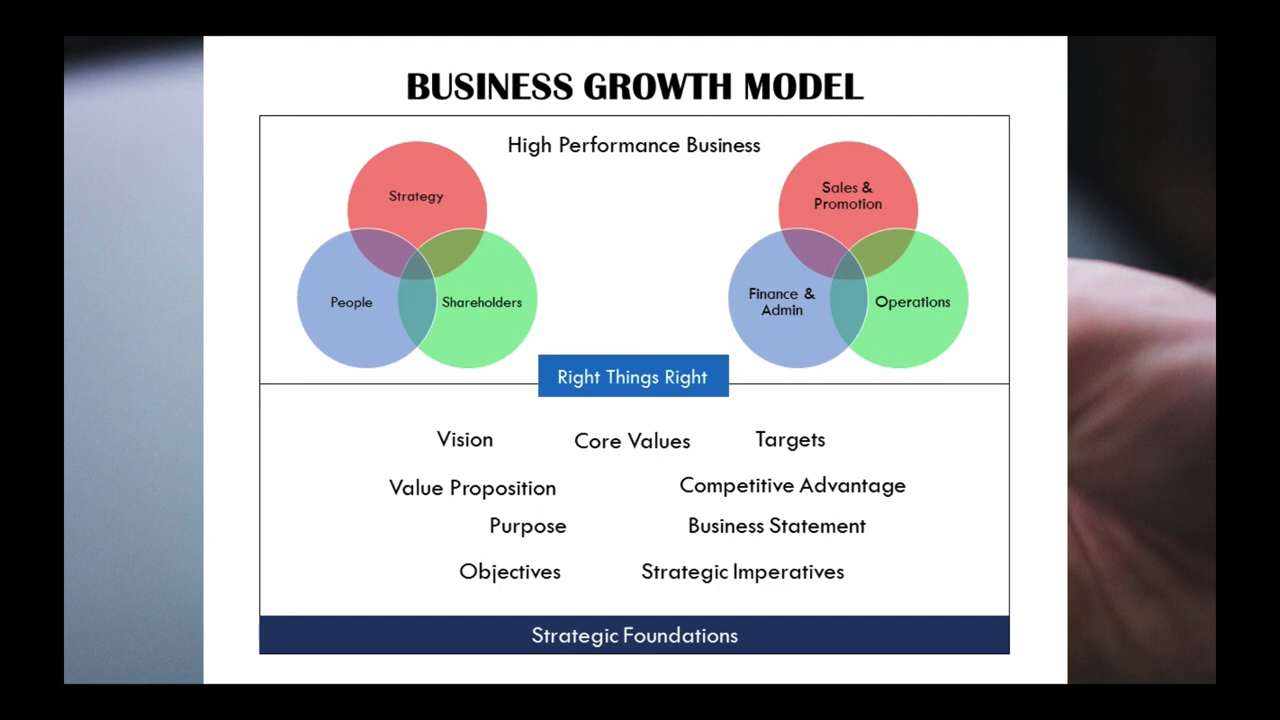 BUSINESS GROWTH MODEL
High Performance Business
Strategy
People
Shareholders
Sales &
Promotion
Finance &
Admin
Operations
Right Things Right
Vision
Core Values
Targets
Value Proposition
Competitive Advantage
Purpose
Business Statement
Objectives
Strategic Imperatives
Strategic Foundations